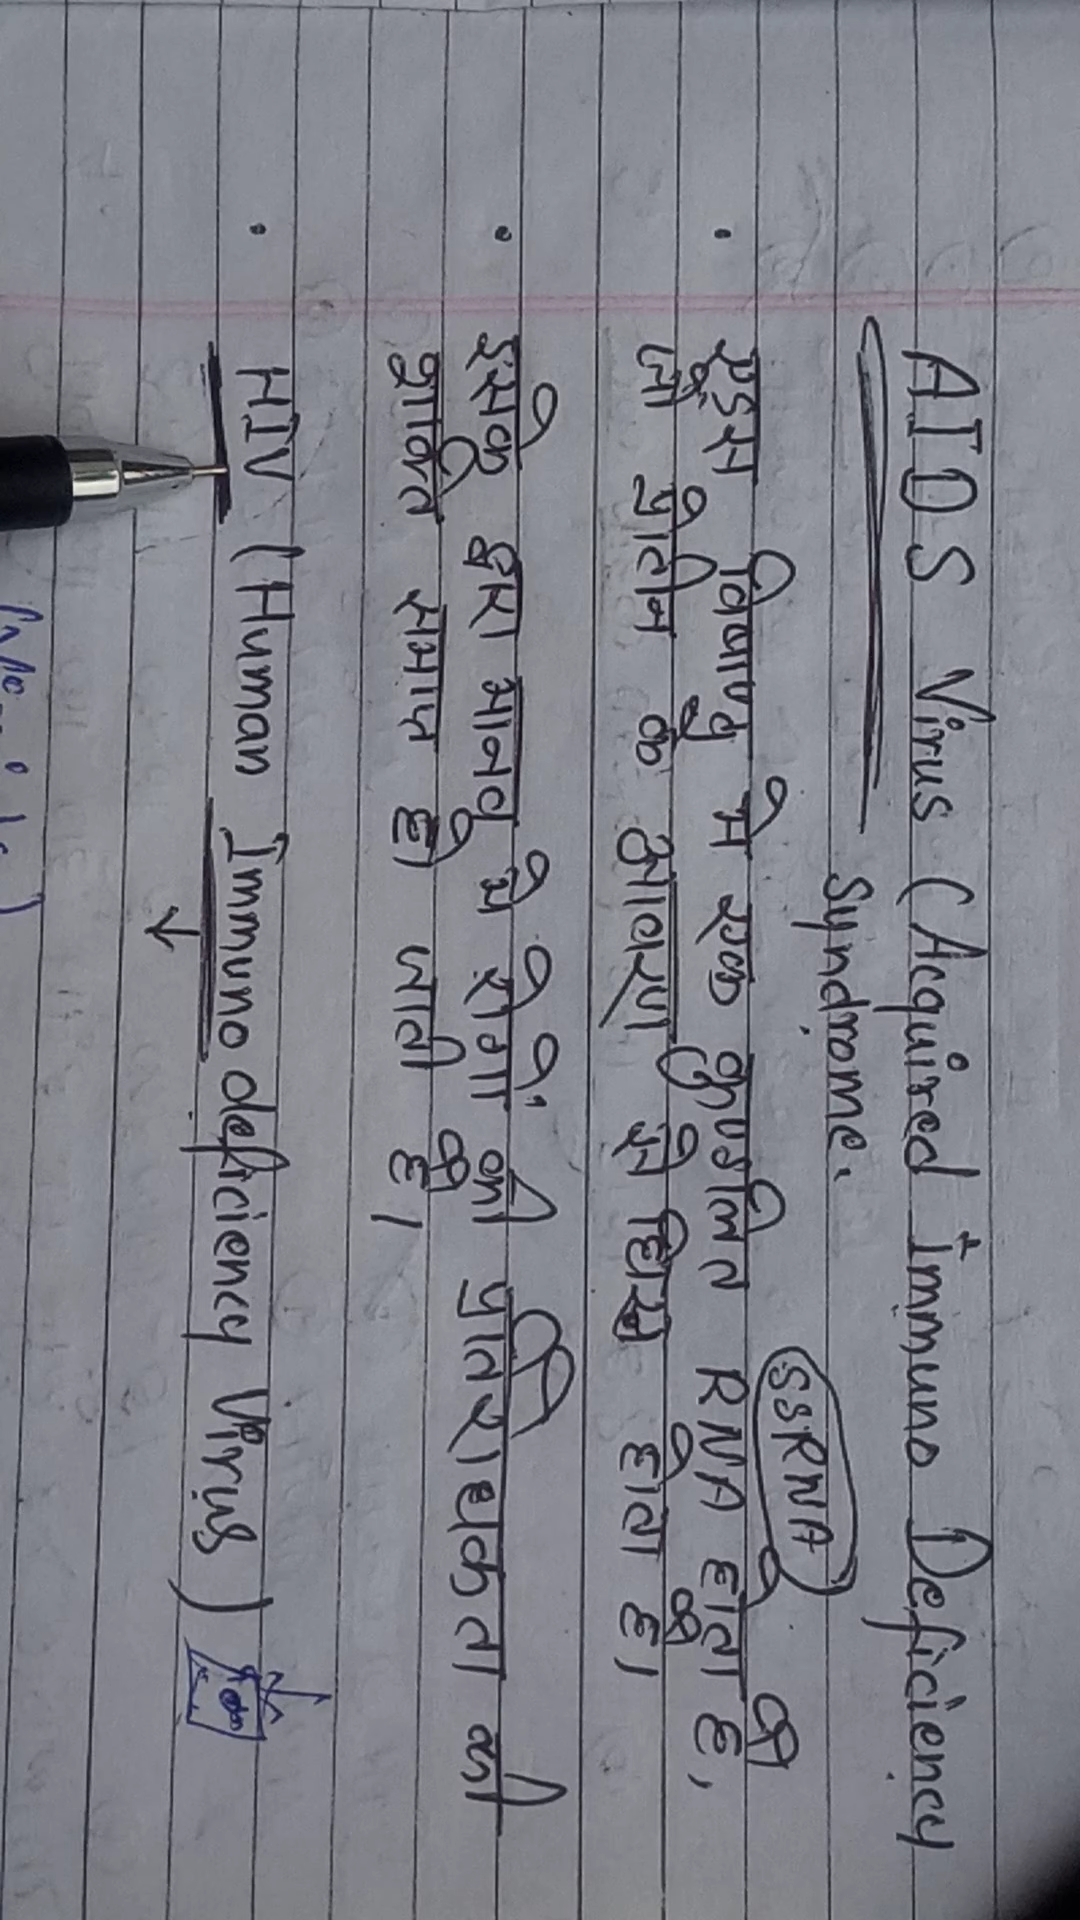 AIDS Virus (Acquired Immuno Deficiency
Syndrome.
SSRNA
• एड्स विषाणु में एक कुण्डलित RNA होता है,
जो प्रोटीन के आवरण से घिरा होता है।
• इसके द्वारा मानव में रोगों की प्रतिरोधकता की
शक्ति समाप्त हो जाती है।
• HIV (Human Immuno deficiency Virus)